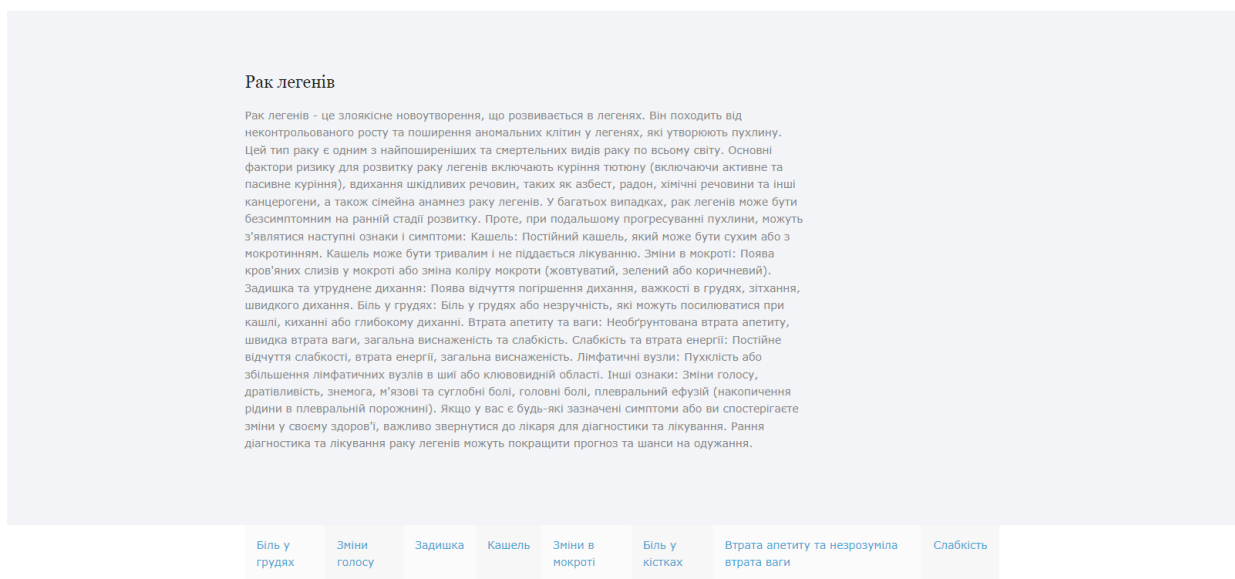 Рак легенів
Рак легенів - це злоякісне новоутворення, що розвивається в легенях. Він походить від
неконтрольованого росту та поширення аномальних клітин у легенях, які утворюють пухлину.
Цей тип раку є одним з найпоширеніших та смертельних видів раку по всьому світу. Основні
фактори ризику для розвитку раку легенів включають куріння тютюну (включаючи активне та
пасивне куріння), вдихання шкідливих речовин, таких як азбест, радон, хімічні речовини та інші
канцерогени, а також сімейна анамнез раку легенів. У багатьох випадках, рак легенів може бути
безсимптомним на ранній стадії розвитку. Проте, при подальшому прогресуванні пухлини, можуть
з'являтися наступні ознаки і симптоми: Кашель: Постійний кашель, який може бути сухим або з
мокротинням. Кашель може бути тривалим і не піддається лікуванню. Зміни в мокроті: Поява
кров'яних слизів у мокроті або зміна коліру мокроти (жовтуватий, зелений або коричневий).
Задишка та утруднене дихання: Поява відчуття погіршення дихання, важкості в грудях, зітхання,
швидкого дихання. Біль у грудях: Біль у грудях або незручність, які можуть посилюватися при
кашлі, киханні або глибокому диханні. Втрата апетиту та ваги: Необґрунтована втрата апетиту,
швидка втрата ваги, загальна виснаженість та слабкість. Слабкість та втрата енергії: Постійне
відчуття слабкості, втрата енергії, загальна виснаженість. Лімфатичні вузли: Пухклість або
збільшення лімфатичних вузлів в шиї або клюввовидній області. Інші ознаки: Зміни голосу,
дратівливість, знемога, м'язові та суглобні болі, головні болі, плевральний ефузій (накопичення
рідини в плевральній порожнині). Якщо у вас є будь-які зазначені симптоми або ви спостерігаєте
зміни у своєму здоров'ї, важливо звернутися до лікаря для діагностики та лікування. Рання
діагностика та лікування раку легенів можуть покращити прогноз та шанси на одужання.
Біль у
грудях
Зміни
голосу
Задишка
Кашель
Зміни в
мокроті
Біль у
кістках
Втрата апетиту та незрозуміла
втрата ваги
Слабкість